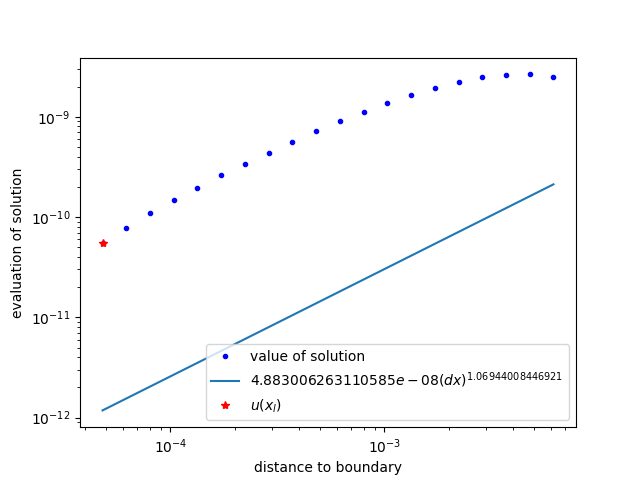 10⁻⁹
10⁻¹⁰
10⁻¹¹
10⁻¹²
evaluation of solution
value of solution
4.883006263110585e − 08(dx)^1.06944008446921
u(x_I)
10⁻⁴
10⁻³
distance to boundary